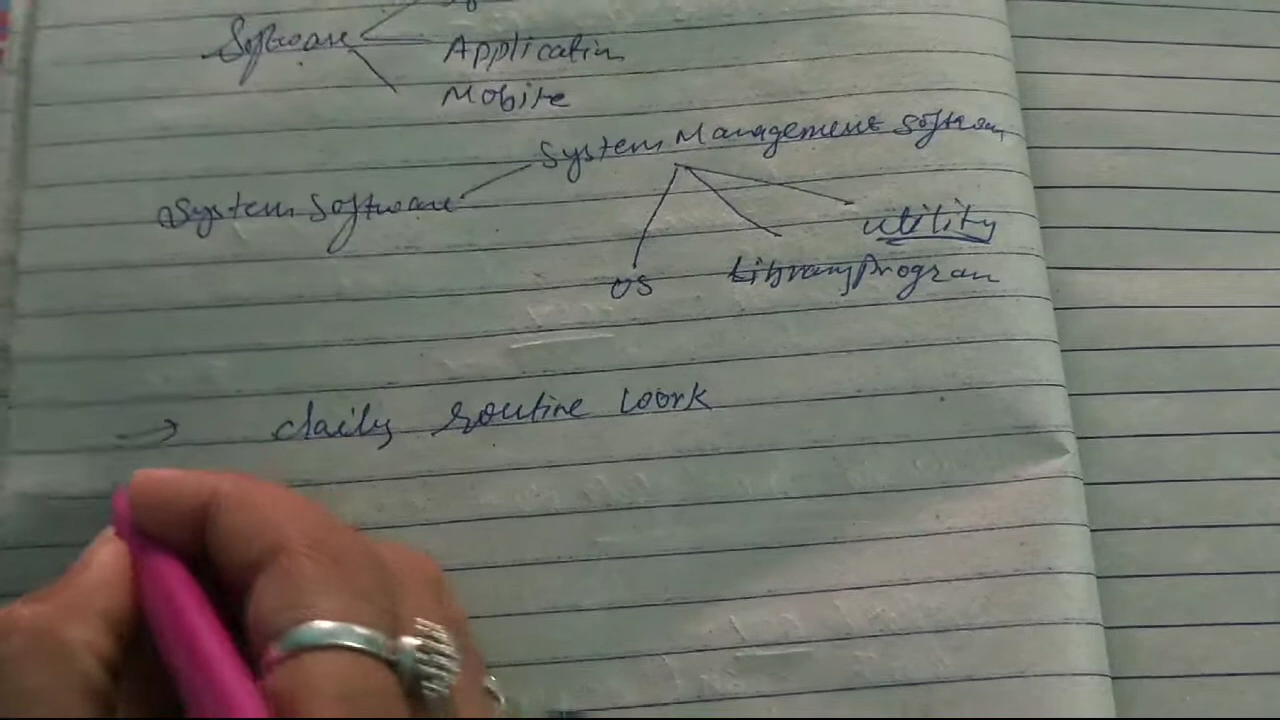 Software
Application
Mobile
System Management Software
System Software
utility
OS
Library Program
→ daily routine work